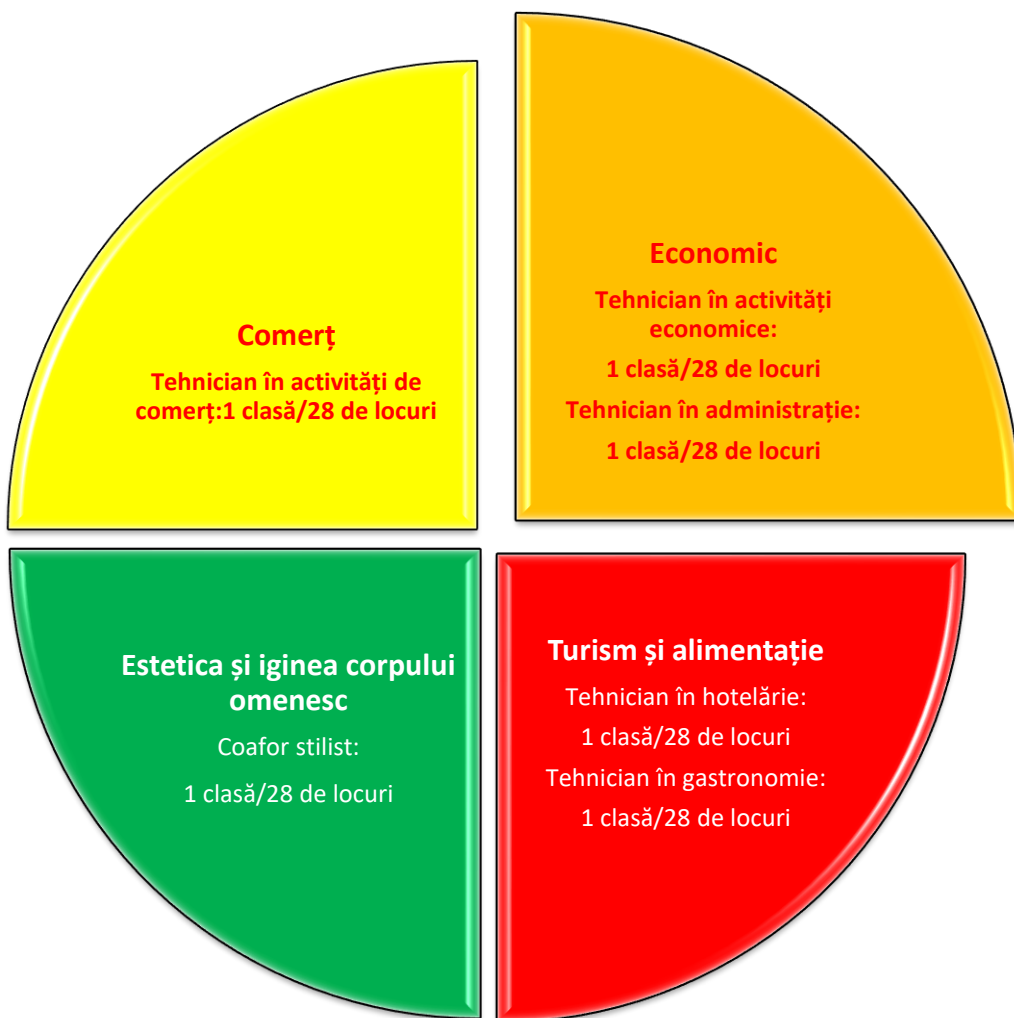 Comerț
Tehnician în activități de
comerț:1 clasă/28 de locuri
Economic
Tehnician în activități
economice:
1 clasă/28 de locuri
Tehnician în administrație:
1 clasă/28 de locuri
Estetica și iginea corpului
omenesc
Coafor stilist:
1 clasă/28 de locuri
Turism și alimentație
Tehnician în hotelărie:
1 clasă/28 de locuri
Tehnician în gastronomie:
1 clasă/28 de locuri